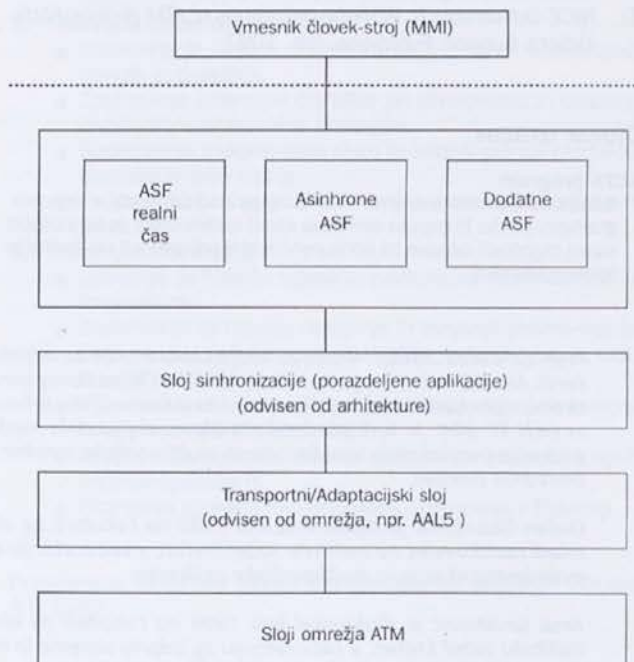 Vmesnik človek-stroj (MMI)
ASF
realni
čas
Asinhrone
ASF
Dodatne
ASF
Sloj sinhronizacije (porazdeljene aplikacije)
(odvisen od arhitekture)
Transportni/Adaptacijski sloj
(odvisen od omrežja, npr. AAL5 )
Sloji omrežja ATM